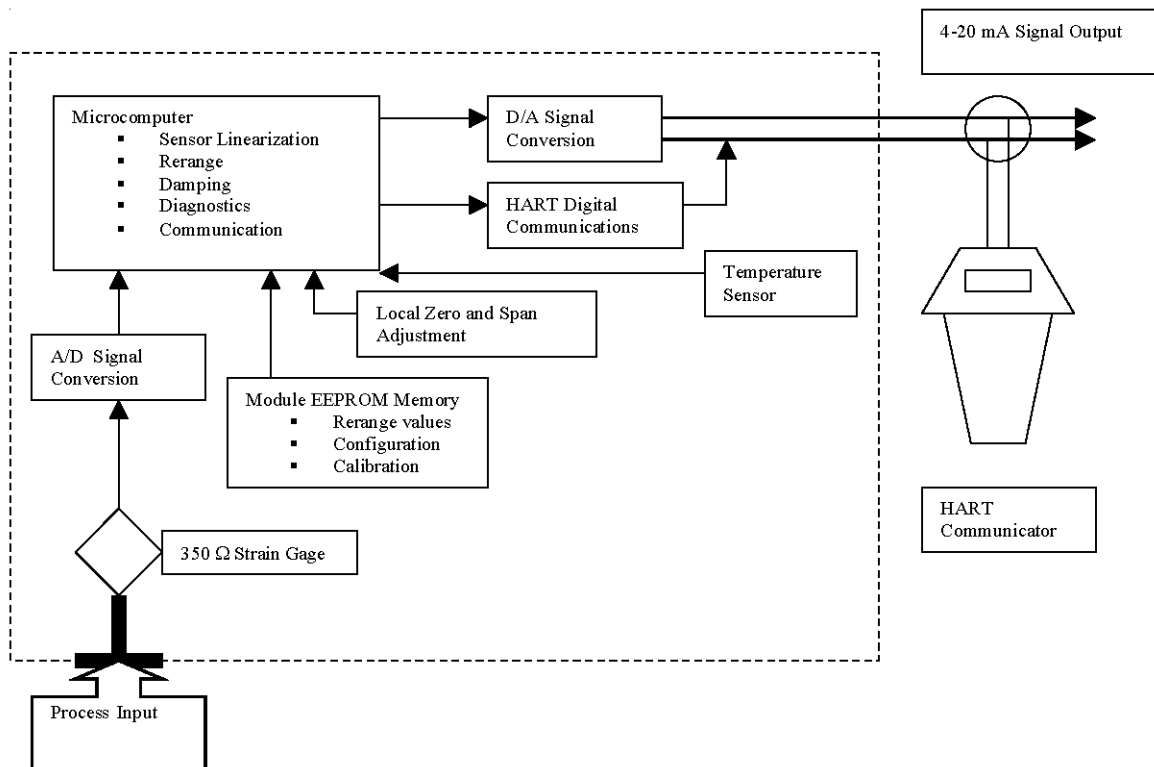 4-20 mA Signal Output
Microcomputer
▪ Sensor Linearization
▪ Rerange
▪ Damping
▪ Diagnostics
▪ Communication
D/A Signal
Conversion
HART Digital
Communications
Temperature
Sensor
Local Zero and Span
Adjustment
A/D Signal
Conversion
Module EEPROM Memory
▪ Rerange values
▪ Configuration
▪ Calibration
350 Ω Strain Gage
HART
Communicator
Process Input